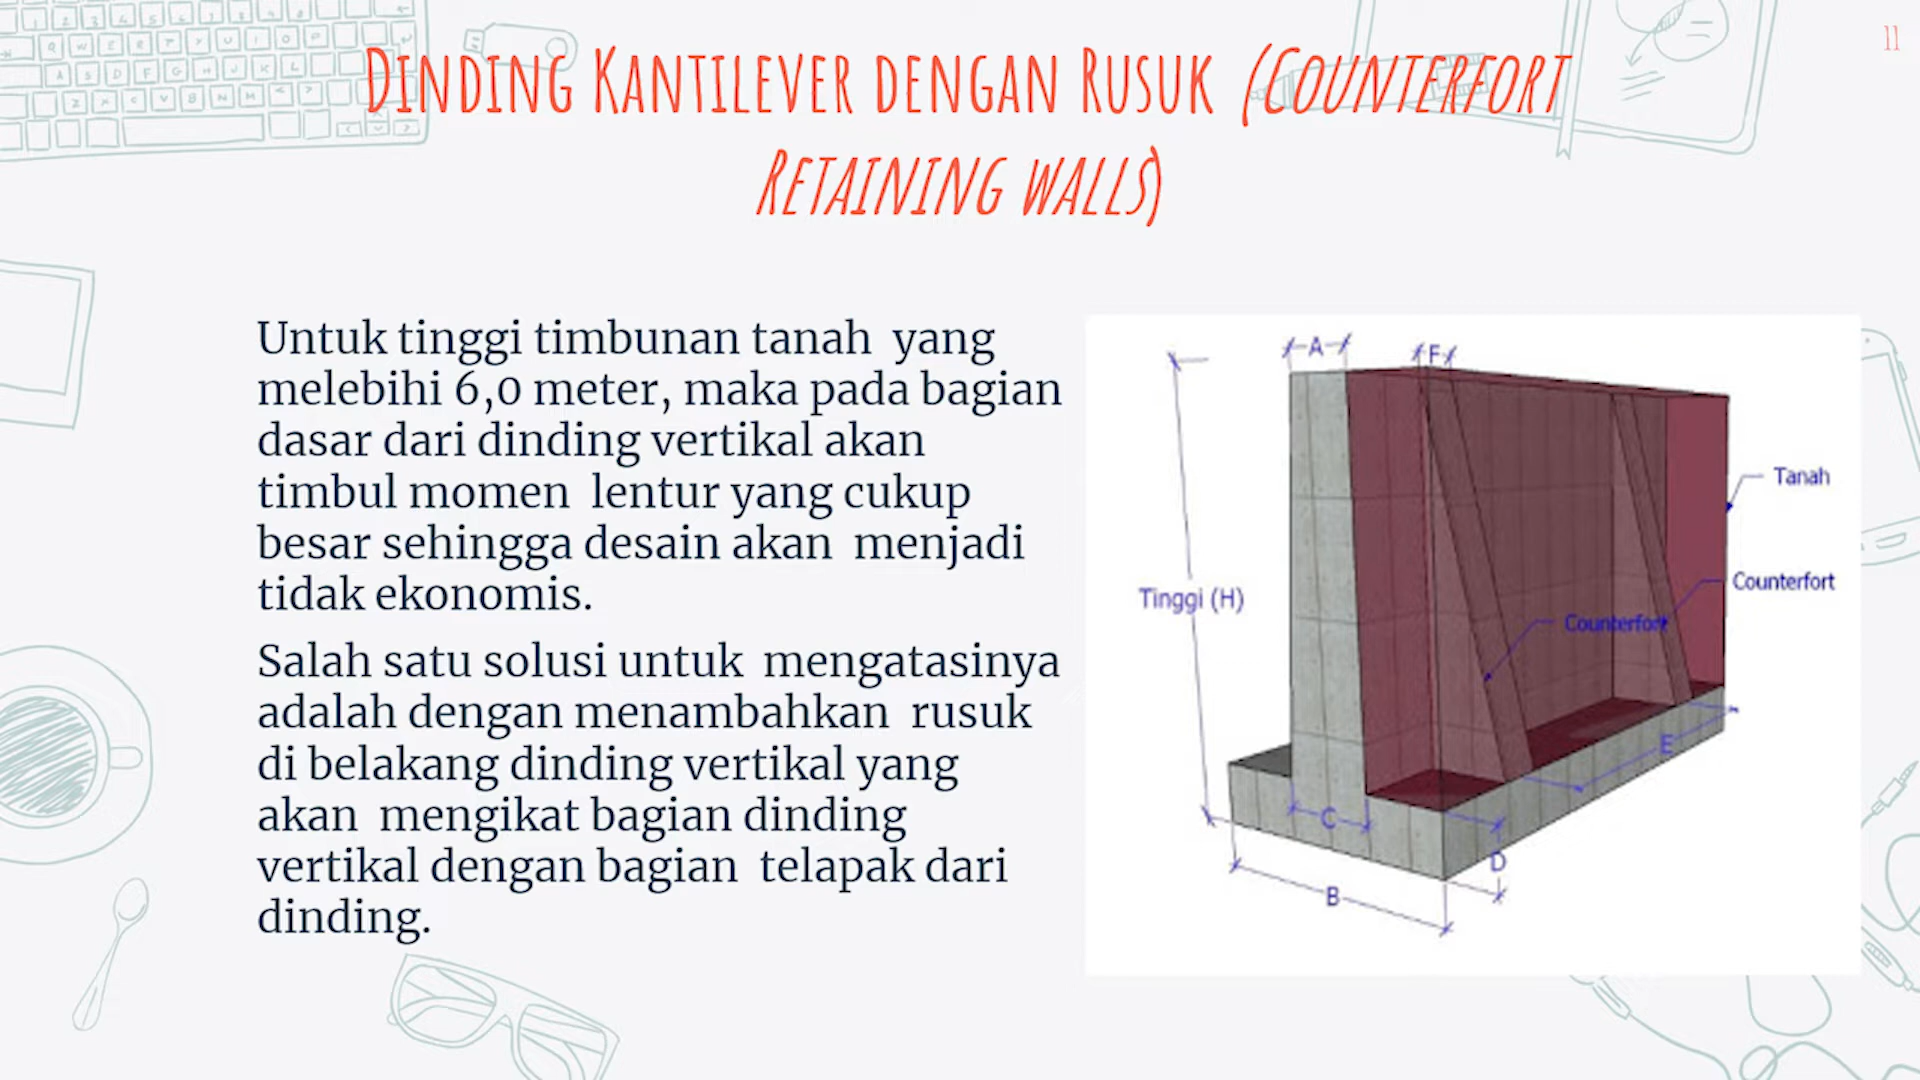 11
Dinding Kantilever dengan Rusuk (Counterfort
Retaining walls)
Untuk tinggi timbunan tanah yang
melebihi 6,0 meter, maka pada bagian
dasar dari dinding vertikal akan
timbul momen lentur yang cukup
besar sehingga desain akan menjadi
tidak ekonomis.
Salah satu solusi untuk mengatasinya
adalah dengan menambahkan rusuk
di belakang dinding vertikal yang
akan mengikat bagian dinding
vertikal dengan bagian telapak dari
dinding.
A
F
Tanah
Counterfort
Tinggi (H)
Counterfort
E
C
D
B